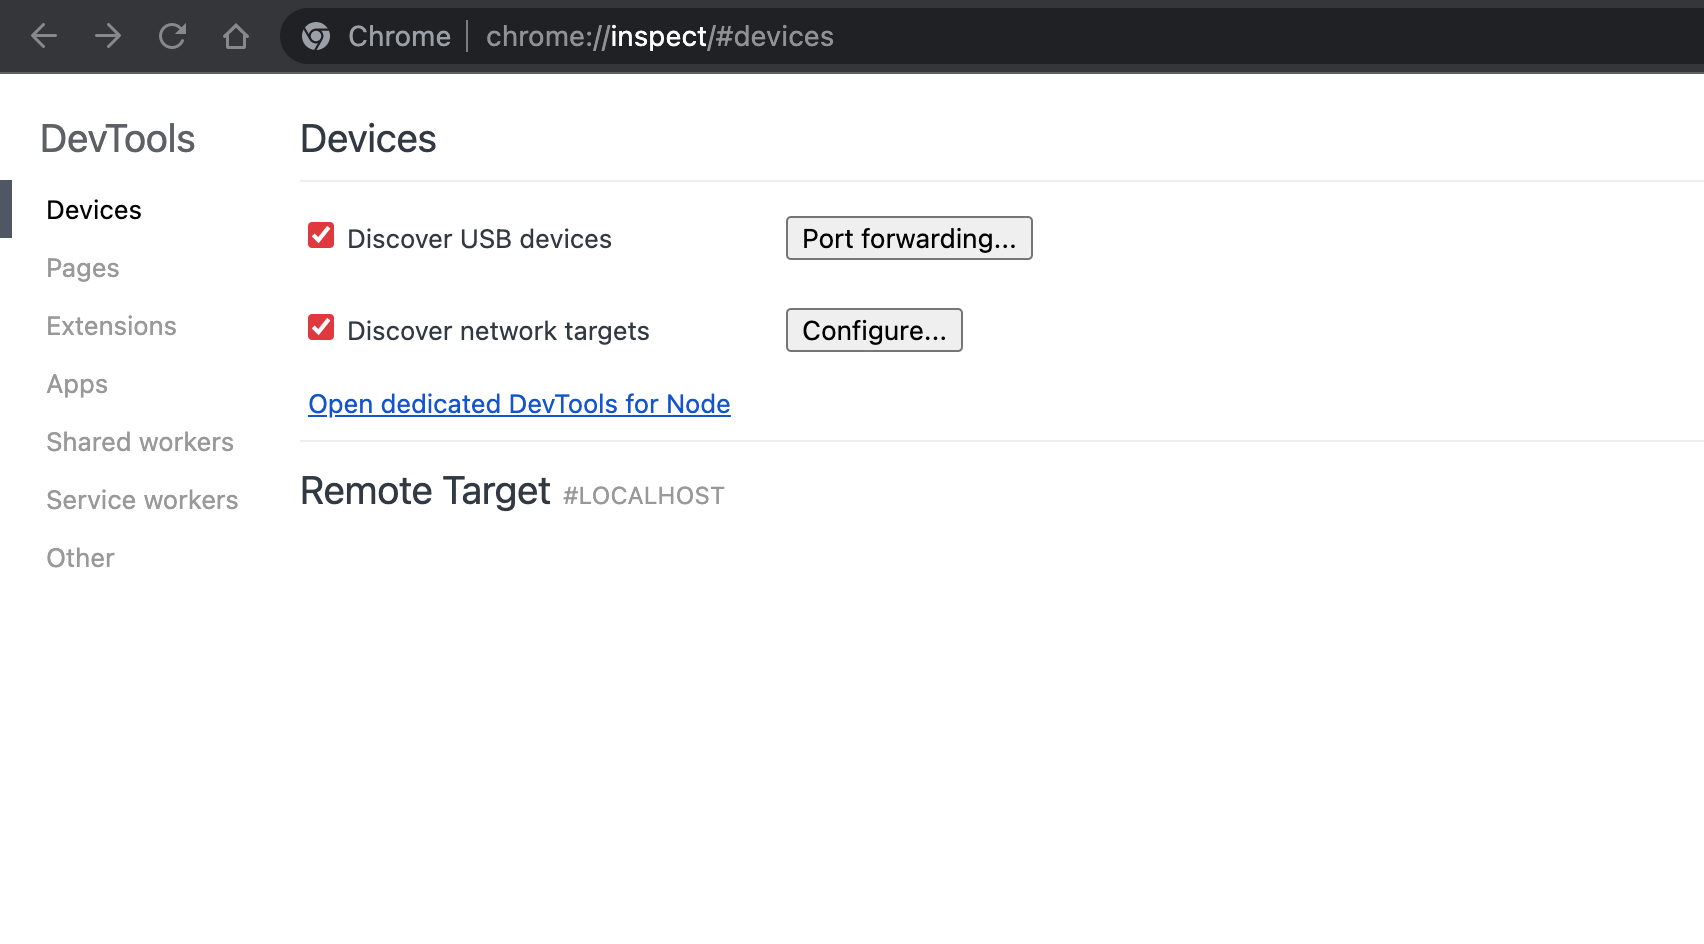 Chrome | chrome://inspect/#devices
DevTools
Devices
Pages
Extensions
Apps
Shared workers
Service workers
Other
Devices
Discover USB devices
Port forwarding...
Discover network targets
Configure...
Open dedicated DevTools for Node
Remote Target #LOCALHOST